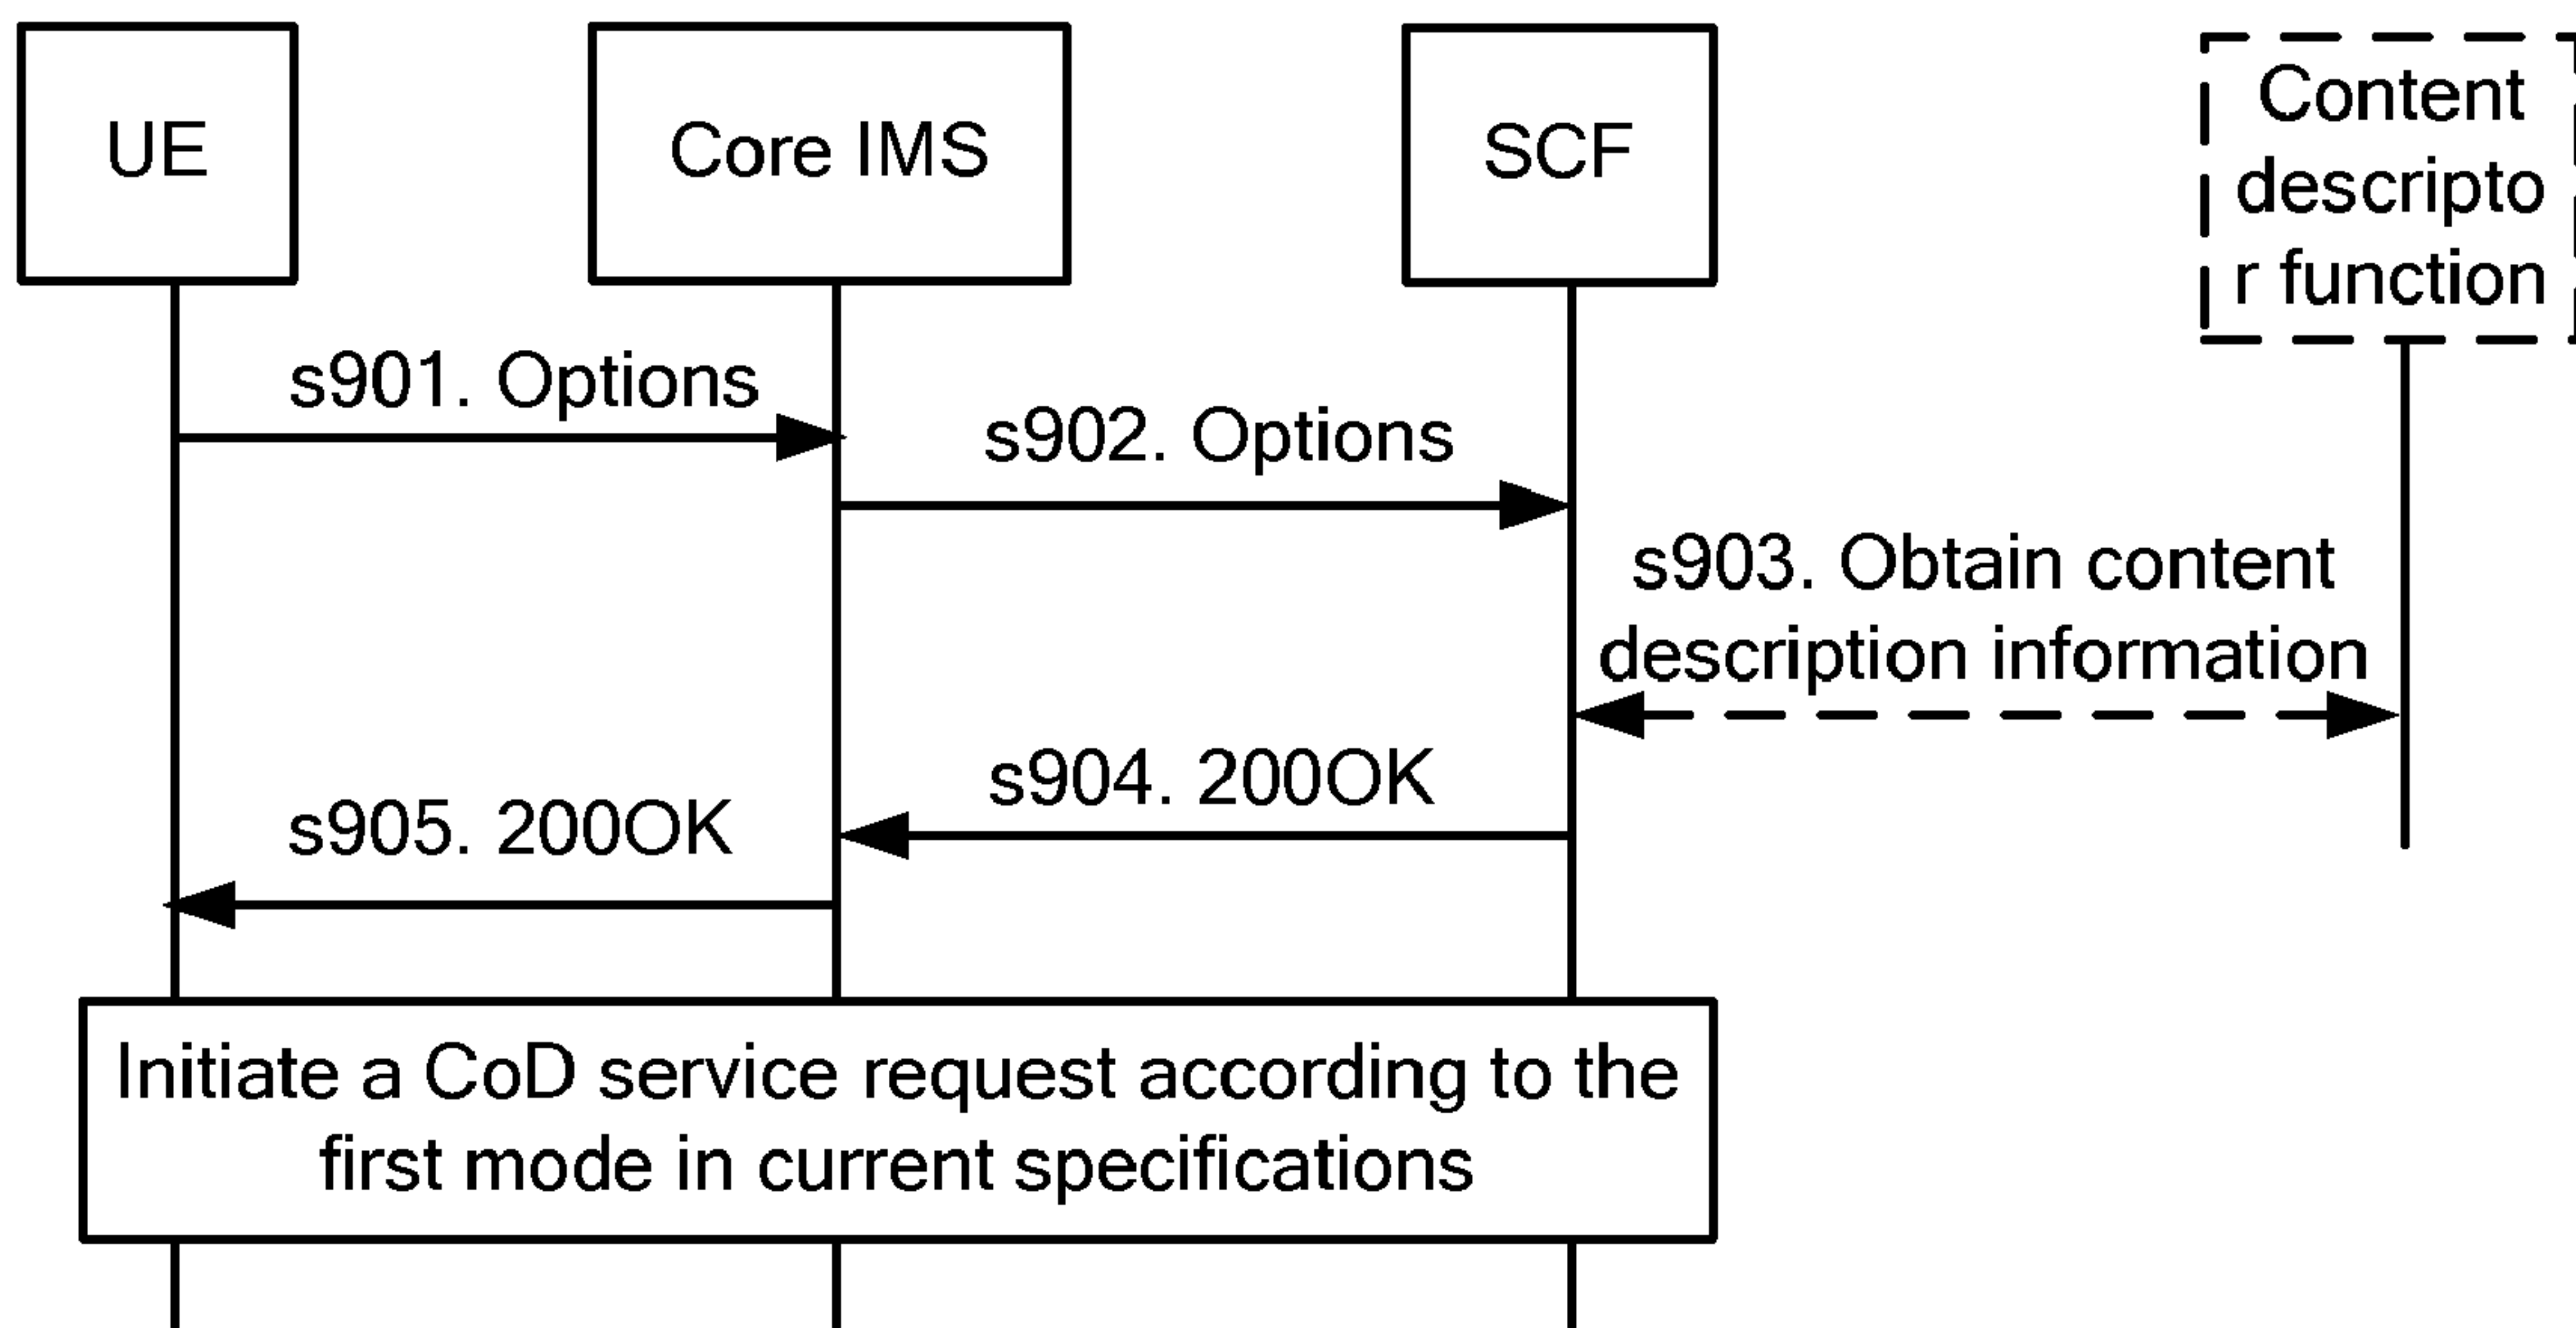 UE
Core IMS
SCF
Content
descripto
r function
s901. Options
s902. Options
s903. Obtain content
description information
s904. 200OK
s905. 200OK
Initiate a CoD service request according to the
first mode in current specifications